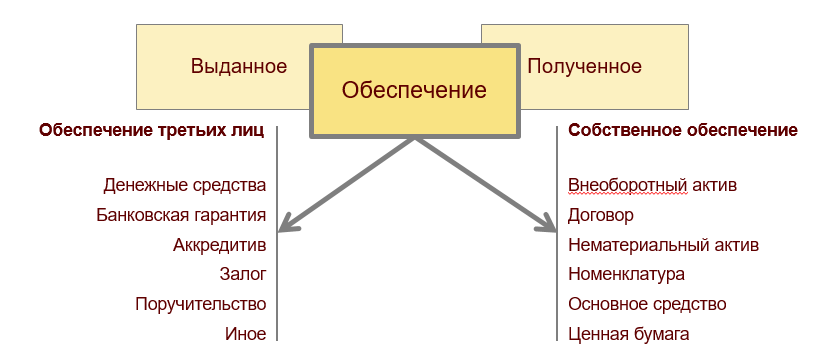 Выданное
Полученное
Обеспечение
Обеспечение третьих лиц
Денежные средства
Банковская гарантия
Аккредитив
Залог
Поручительство
Иное
Собственное обеспечение
Внеоборотный актив
Договор
Нематериальный актив
Номенклатура
Основное средство
Ценная бумага